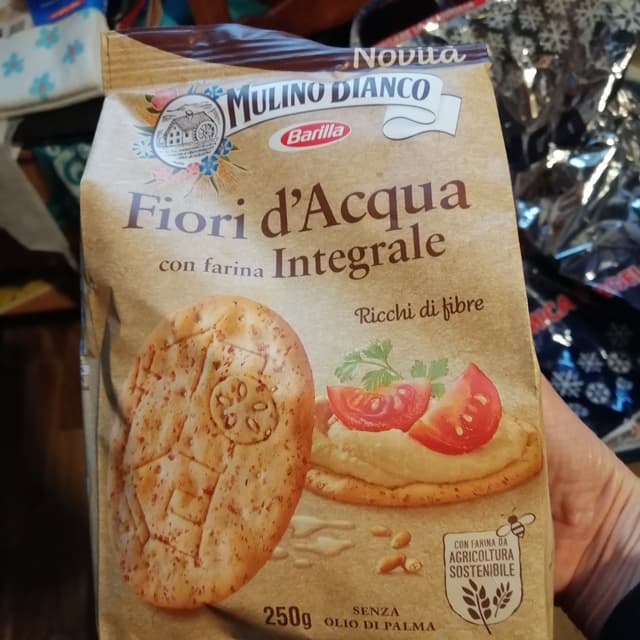 Novità
MULINO BIANCO
Barilla
Fiori d'Acqua
con farina Integrale
Ricchi di fibre
CON FARINA DA
AGRICOLTURA
SOSTENIBILE
250g
SENZA
OLIO DI PALMA